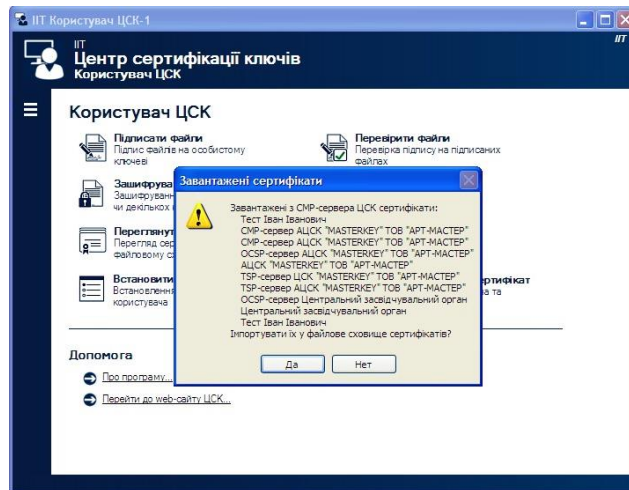 ІІТ Користувач ЦСК-1
ІІТ
ІІТ
Центр сертифікації ключів
Користувач ЦСК
Користувач ЦСК
Підписати файли
Підпис файлів на особистому
ключеві
Перевірити файли
Перевірка підпису на підписаних
файлах
Зашифрува
Зашифруванн
чи декількох
Переглянут
Перегляд сер
файловому с
Встановити
Встановлення
користувача
ртифікат
а та
Завантажені сертифікати
Завантажені з CMP-сервера ЦСК сертифікати:
Тест Іван Іванович
CMP-сервер АЦСК "MASTERKEY" ТОВ "АРТ-МАСТЕР"
CMP-сервер АЦСК "MASTERKEY" ТОВ "АРТ-МАСТЕР"
OCSP-сервер АЦСК "MASTERKEY" ТОВ "АРТ-МАСТЕР"
АЦСК "MASTERKEY" ТОВ "АРТ-МАСТЕР"
TSP-сервер ЦСК "MASTERKEY" ТОВ "АРТ-МАСТЕР"
TSP-сервер АЦСК "MASTERKEY" ТОВ "АРТ-МАСТЕР"
OCSP-сервер Центральний засвідчувальний орган
Центральний засвідчувальний орган
Тест Іван Іванович
Імпортувати їх у файлове сховище сертифікатів?
Да
Нет
Допомога
Про програму...
Перейти до web-сайту ЦСК...